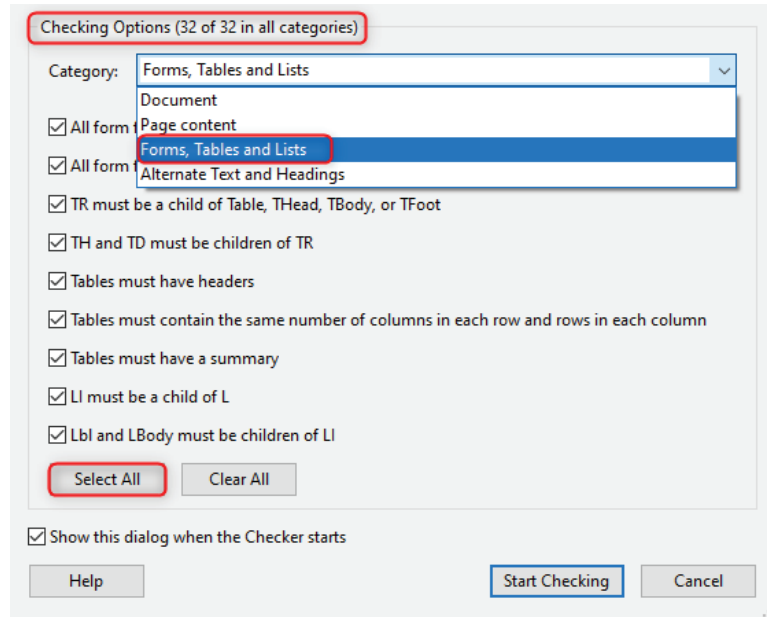 Checking Options (32 of 32 in all categories)
Category: Forms, Tables and Lists
Document
All form
Page content
Forms, Tables and Lists
All form
Alternate Text and Headings
TR must be a child of Table, THead, TBody, or TFoot
TH and TD must be children of TR
Tables must have headers
Tables must contain the same number of columns in each row and rows in each column
Tables must have a summary
LI must be a child of L
Lbl and LBody must be children of LI
Select All Clear All
Show this dialog when the Checker starts
Help Start Checking Cancel